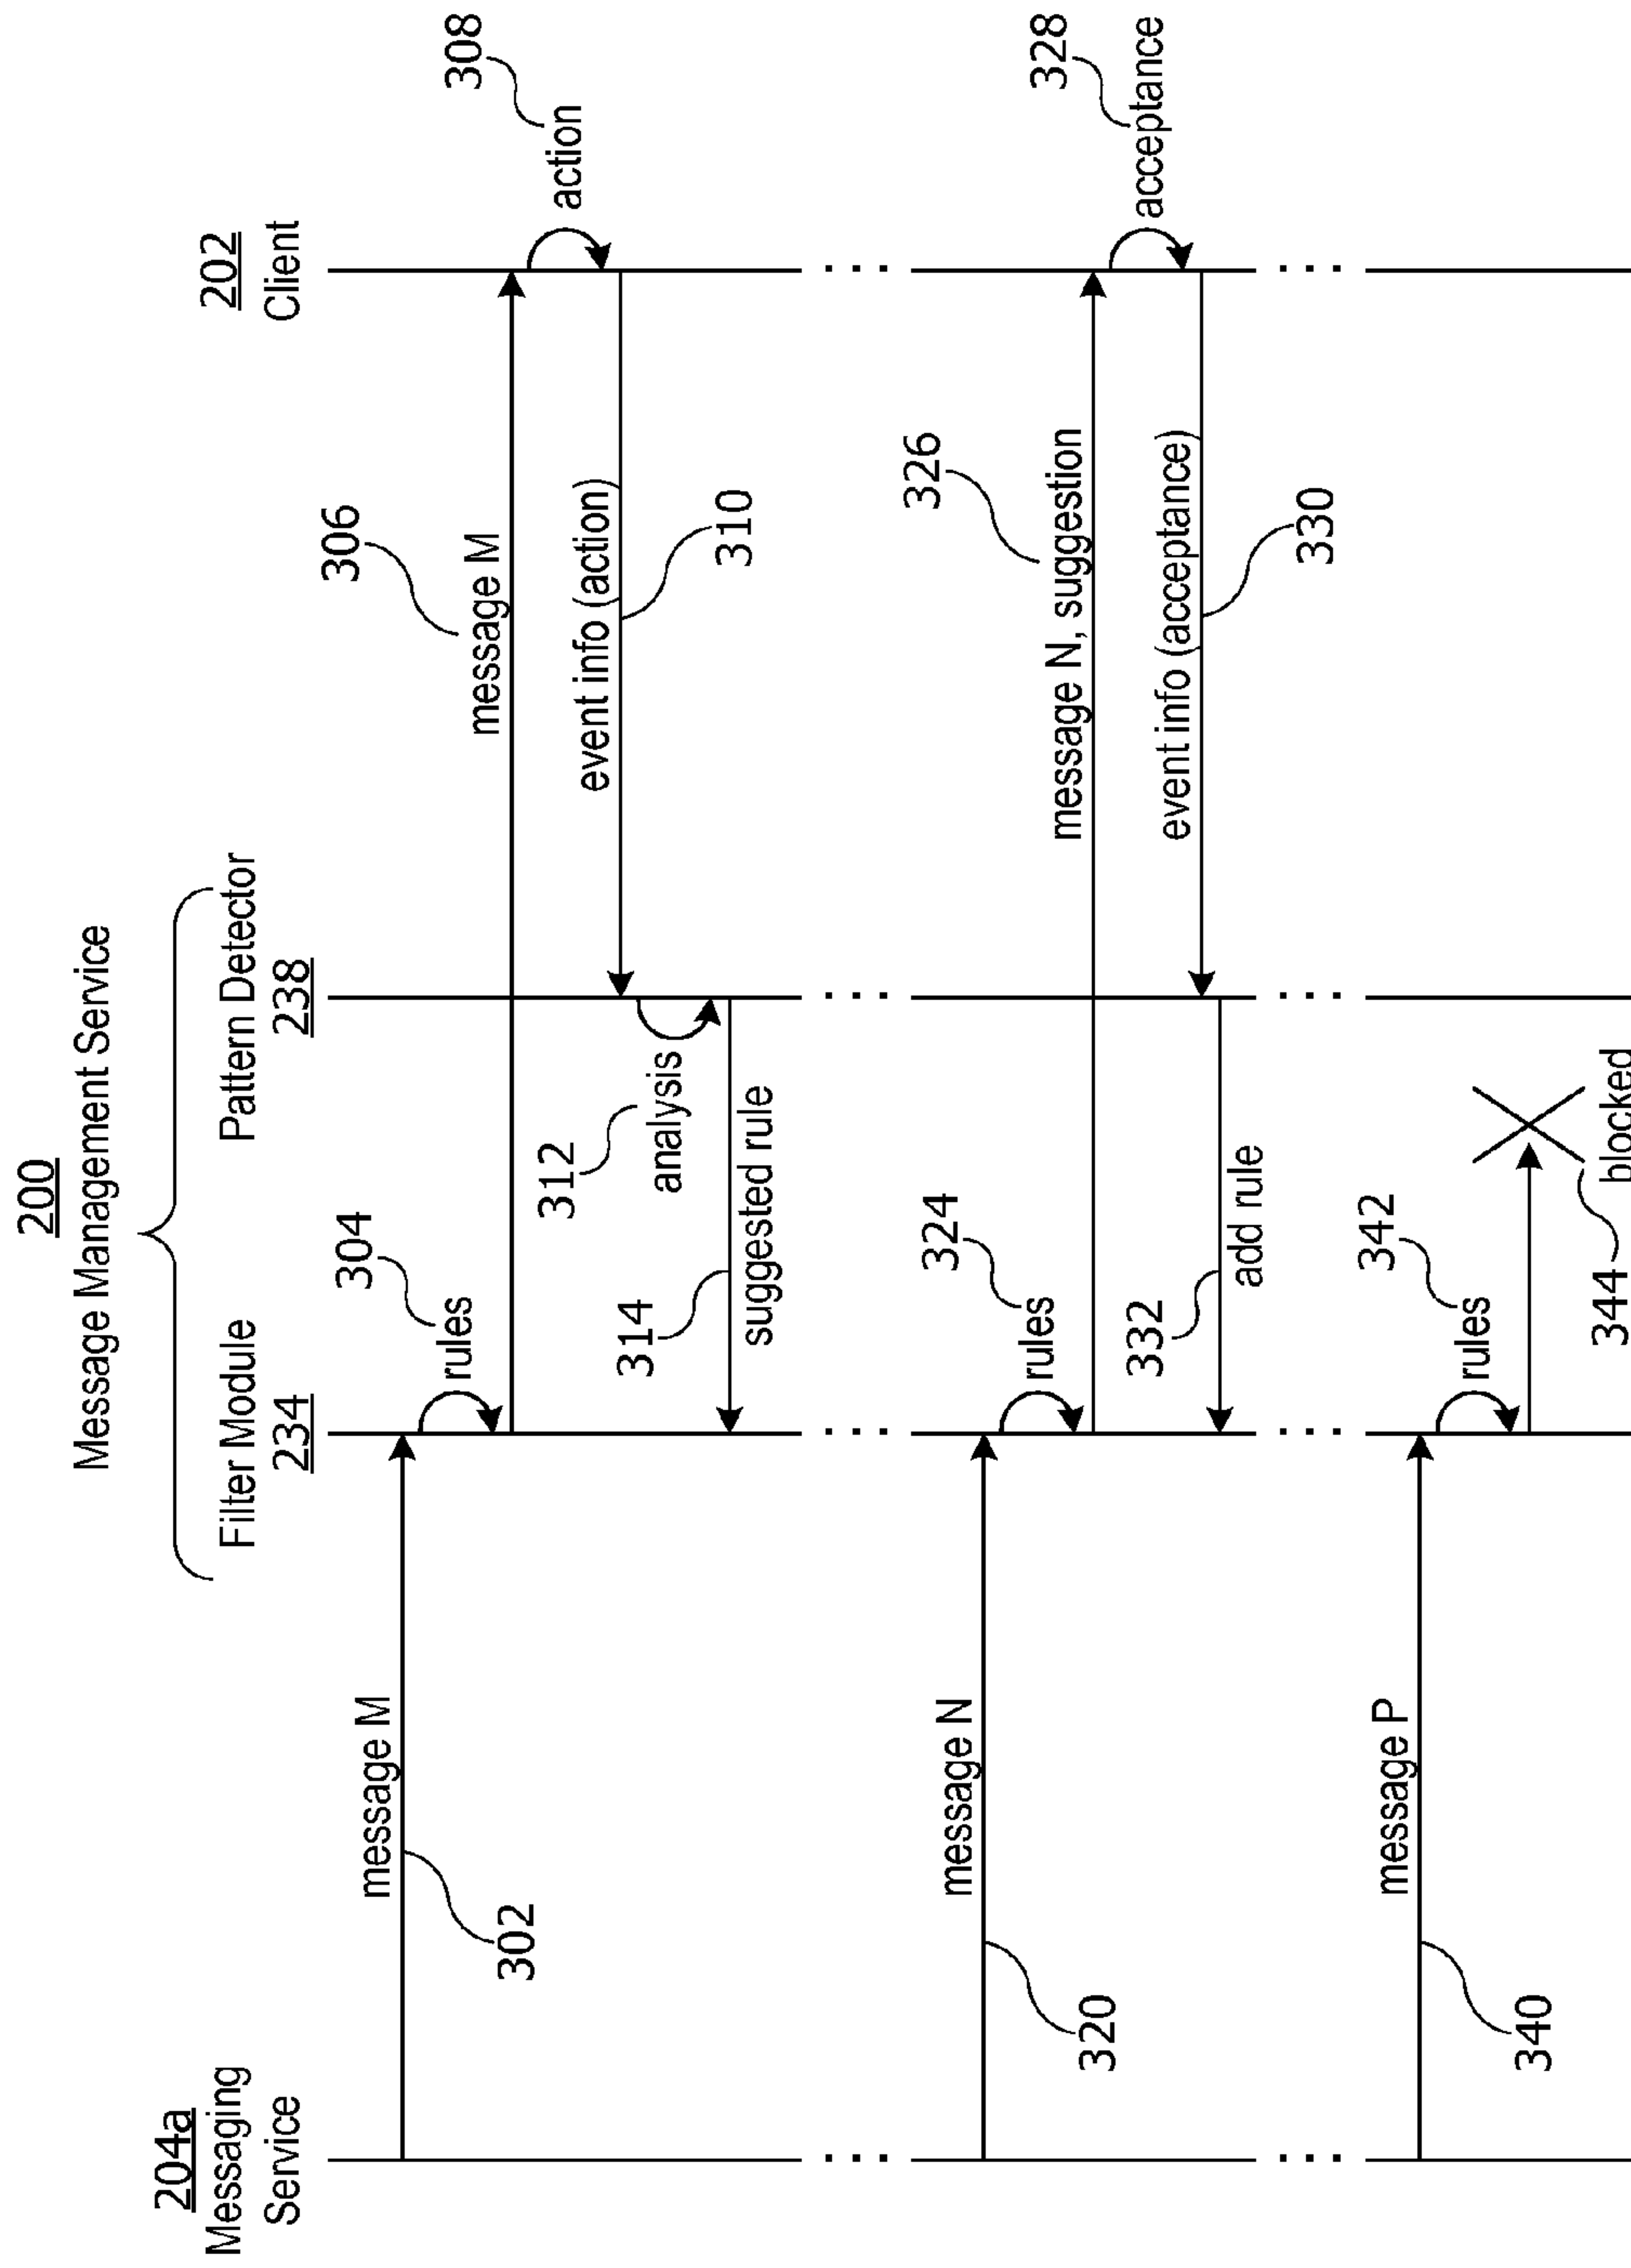 200
Message Management Service
204a
Messaging
Service
Filter Module
234
Pattern Detector
238
202
Client
message M
302
304
rules
306
message M
308
action
event info (action)
310
312
analysis
314
suggested rule
message N
320
324
rules
326
message N, suggestion
328
acceptance
event info (acceptance)
330
332
add rule
message P
340
342
rules
344
blocked